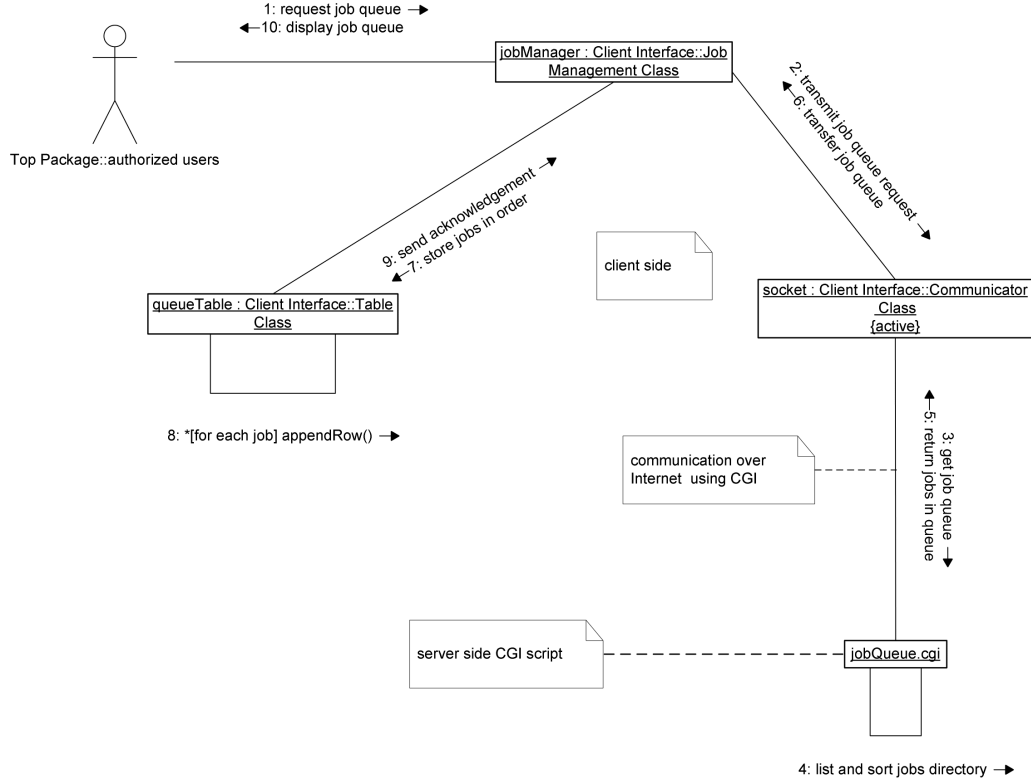 1: request job queue
10: display job queue
jobManager : Client Interface::Job
Management Class
Top Package::authorized users
2: transmit job queue request
6: transfer job queue
9: send acknowledgement
7: store jobs in order
client side
queueTable : Client Interface::Table
Class
socket : Client Interface::Communicator
Class
{active}
8: *[for each job] appendRow()
communication over
Internet using CGI
3: get job queue
5: return jobs in queue
server side CGI script
jobQueue.cgi
4: list and sort jobs directory